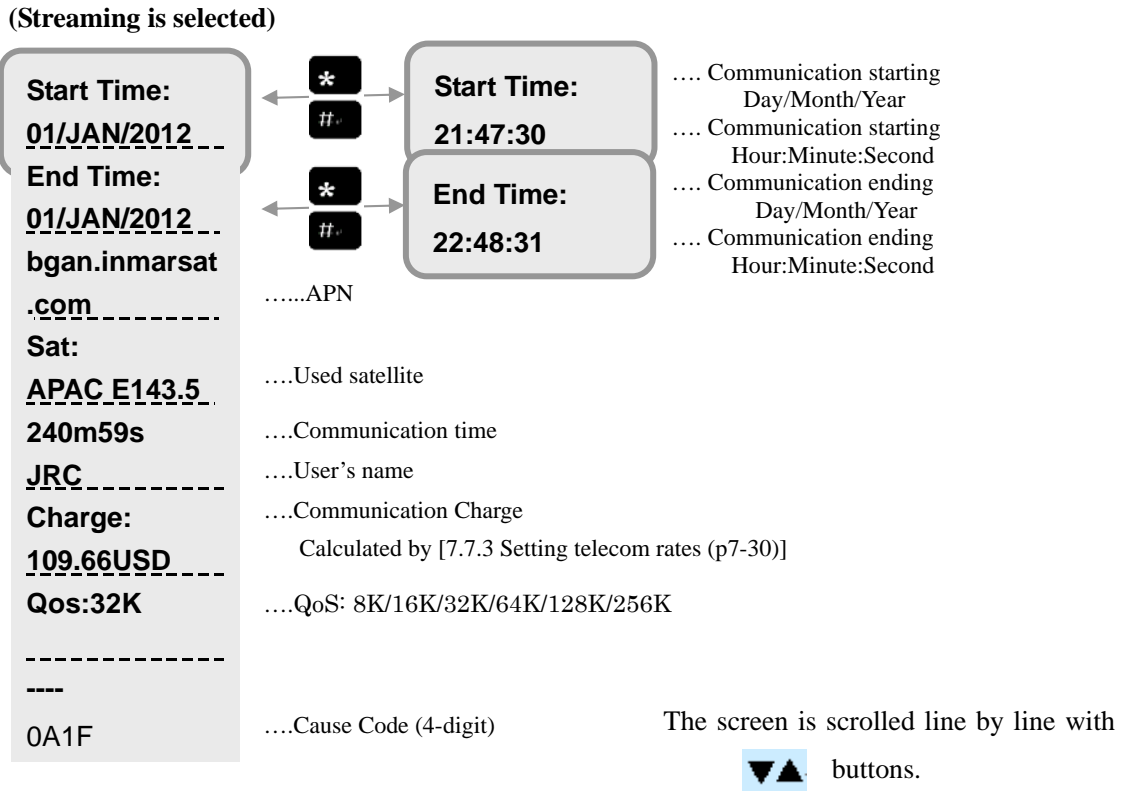 (Streaming is selected)
Start Time:
01/JAN/2012
End Time:
01/JAN/2012
bgan.inmarsat
.com
Sat:
APAC E143.5
240m59s
JRC
Charge:
109.66USD
Qos:32K
----
0A1F
*
#
Start Time:
21:47:30
*
#
End Time:
22:48:31
…. Communication starting
Day/Month/Year
…. Communication starting
Hour:Minute:Second
…. Communication ending
Day/Month/Year
…. Communication ending
Hour:Minute:Second
…...APN
….Used satellite
….Communication time
….User’s name
….Communication Charge
Calculated by [7.7.3 Setting telecom rates (p7-30)]
….QoS: 8K/16K/32K/64K/128K/256K
….Cause Code (4-digit)
The screen is scrolled line by line with
▼▲ buttons.